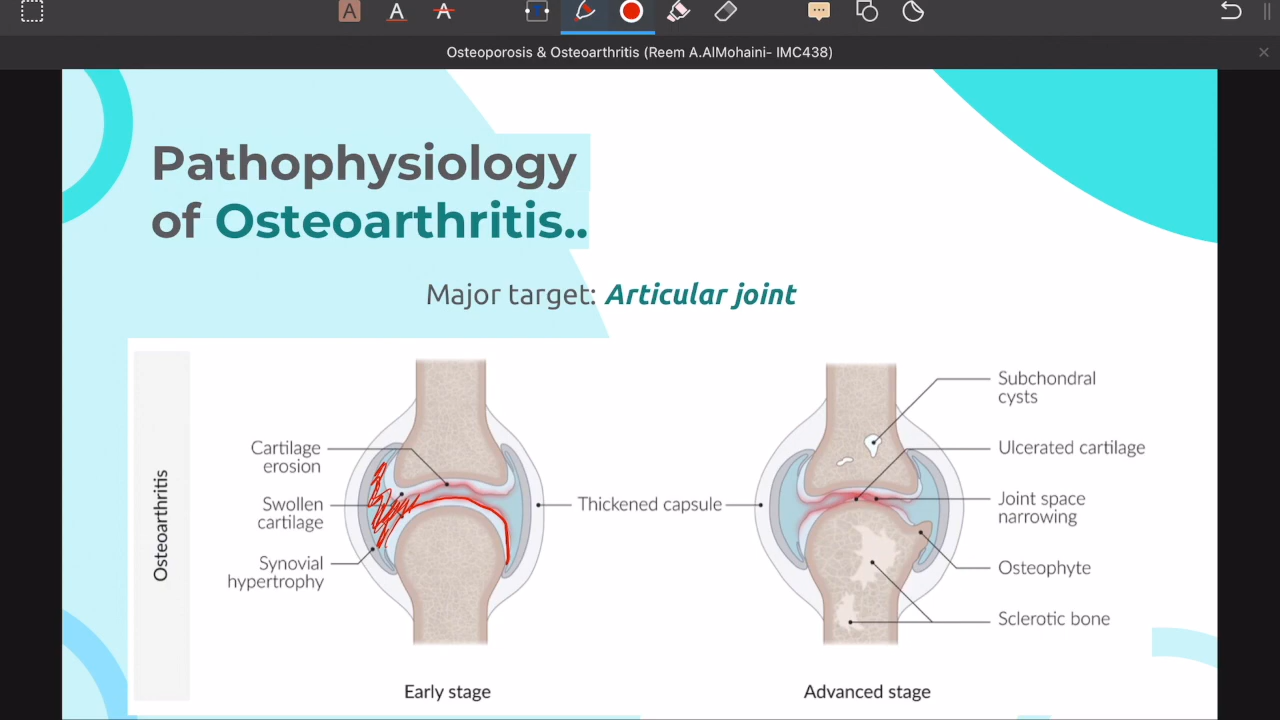 A A A
T
Osteoporosis & Osteoarthritis (Reem A.AlMohaini- IMC438)
Pathophysiology
of Osteoarthritis..
Major target: Articular joint
Osteoarthritis
Cartilage
erosion
Swollen
cartilage
Synovial
hypertrophy
Thickened capsule
Subchondral
cysts
Ulcerated cartilage
Joint space
narrowing
Osteophyte
Sclerotic bone
Early stage
Advanced stage